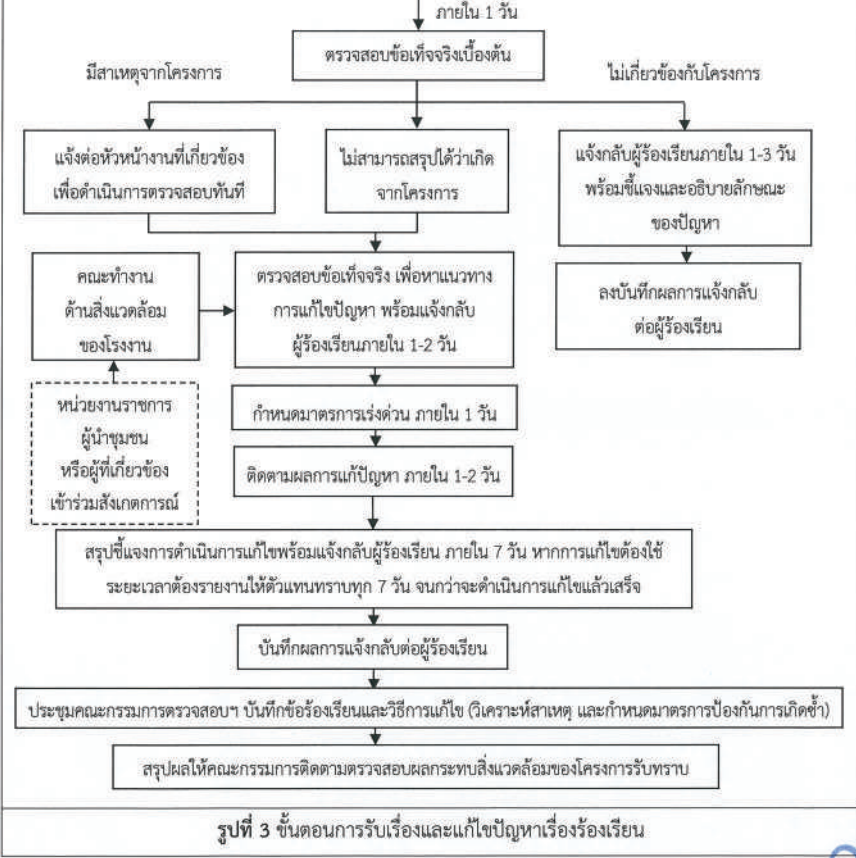 ภายใน 1 วัน
ตรวจสอบข้อเท็จจริงเบื้องต้น
มีสาเหตุจากโครงการ
ไม่เกี่ยวข้องกับโครงการ
แจ้งต่อหัวหน้างานที่เกี่ยวข้อง
เพื่อดำเนินการตรวจสอบทันที
ไม่สามารถสรุปได้ว่าเกิด
จากโครงการ
แจ้งกลับผู้ร้องเรียนภายใน 1-3 วัน
พร้อมชี้แจงและอธิบายลักษณะ
ของปัญหา
คณะทำงาน
ด้านสิ่งแวดล้อม
ของโรงงาน
ตรวจสอบข้อเท็จจริง เพื่อหาแนวทาง
การแก้ไขปัญหา พร้อมแจ้งกลับ
ผู้ร้องเรียนภายใน 1-2 วัน
ลงบันทึกผลการแจ้งกลับ
ต่อผู้ร้องเรียน
หน่วยงานราชการ
ผู้นำชุมชน
หรือผู้ที่เกี่ยวข้อง
เข้าร่วมสังเกตการณ์
กำหนดมาตรการเร่งด่วน ภายใน 1 วัน
ติดตามผลการแก้ปัญหา ภายใน 1-2 วัน
สรุปชี้แจงการดำเนินการแก้ไขพร้อมแจ้งกลับผู้ร้องเรียน ภายใน 7 วัน หากการแก้ไขต้องใช้
ระยะเวลาต้องรายงานให้ตัวแทนทราบทุก 7 วัน จนกว่าจะดำเนินการแก้ไขแล้วเสร็จ
บันทึกผลการแจ้งกลับต่อผู้ร้องเรียน
ประชุมคณะกรรมการตรวจสอบฯ บันทึกข้อร้องเรียนและวิธีการแก้ไข (วิเคราะห์สาเหตุ และกำหนดมาตรการป้องกันการเกิดซ้ำ)
สรุปผลให้คณะกรรมการติดตามตรวจสอบผลกระทบสิ่งแวดล้อมของโครงการรับทราบ
รูปที่ 3 ขั้นตอนการรับเรื่องและแก้ไขปัญหาเรื่องร้องเรียน